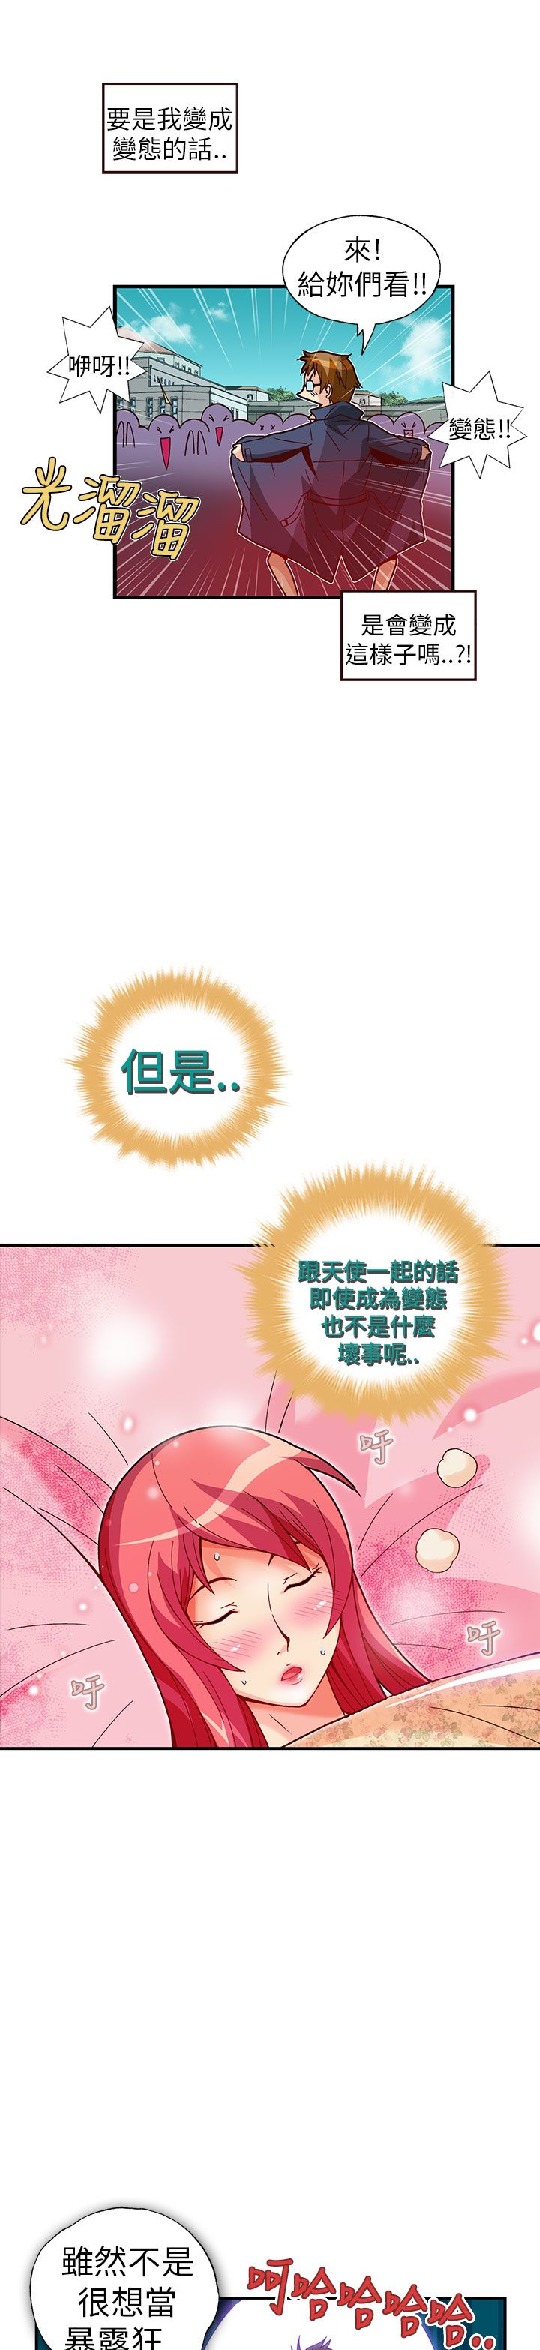 要是我變成
變態的話..
來!
給妳們看!!
咿呀!!
變態!!
光溜溜
是會變成
這樣子嗎..?!
但是..
跟天使一起的話
即使成為變態
也不是什麼
壞事呢..
吁
吁
吁
雖然不是
很想當
暴露狂
呵哈哈哈哈..